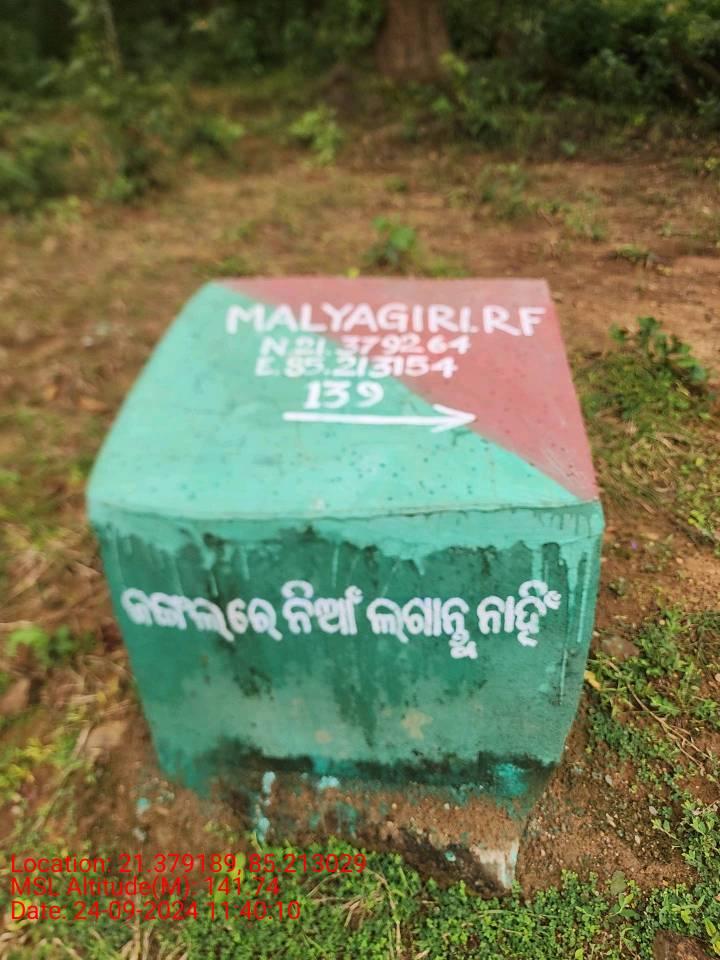 MALYAGIRI.RF
N.21.379264
E.85.213154
139
ଜଙ୍ଗଲରେ ନିଆଁ ଲଗାନ୍ତୁ ନାହିଁ
Location: 21.379189, 85.213029
MSL Altitude(M): 141.74
Date: 24-09-2024 11:40:10